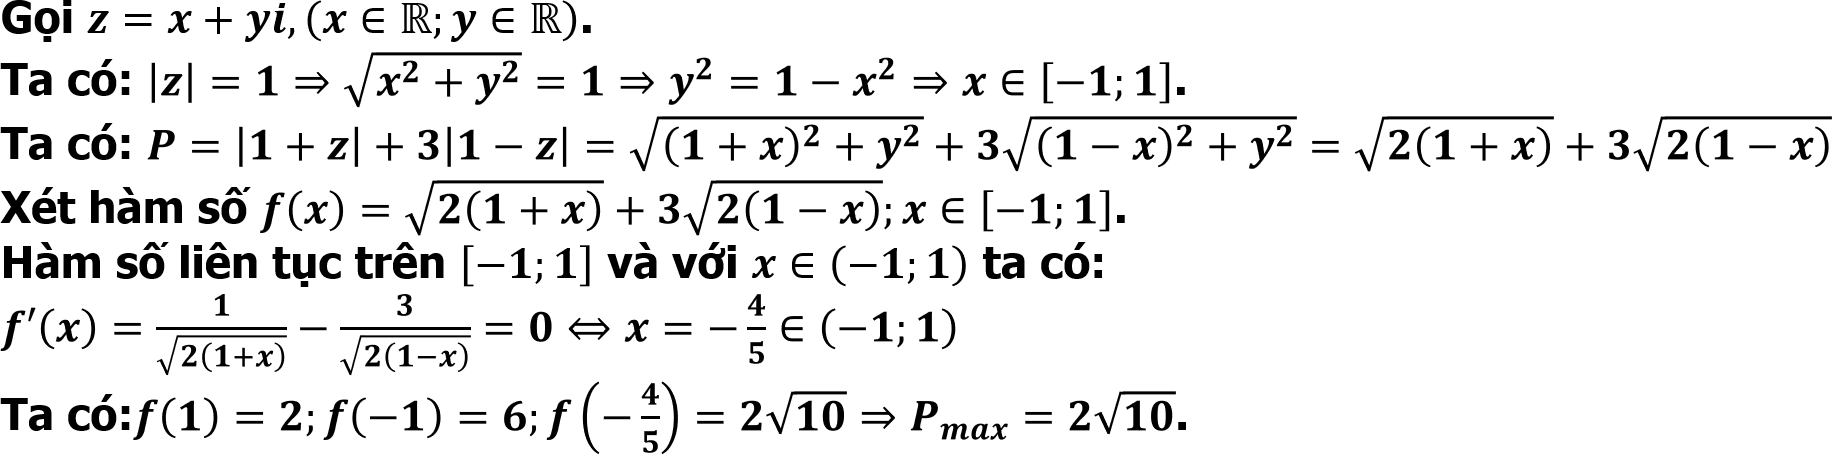 Gọi z = x + yi, (x ∈ ℝ; y ∈ ℝ).
Ta có: |z| = 1 ⇒ √(x² + y²) = 1 ⇒ y² = 1 − x² ⇒ x ∈ [−1; 1].
Ta có: P = |1 + z| + 3|1 − z| = √((1 + x)² + y²) + 3√((1 − x)² + y²) = √(2(1 + x)) + 3√(2(1 − x))
Xét hàm số f(x) = √(2(1 + x)) + 3√(2(1 − x)); x ∈ [−1; 1].
Hàm số liên tục trên [−1; 1] và với x ∈ (−1; 1) ta có:
f′(x) = 1/√(2(1+x)) − 3/√(2(1−x)) = 0 ⇔ x = −4/5 ∈ (−1; 1)
Ta có:f(1) = 2; f(−1) = 6; f(−4/5) = 2√10 ⇒ Pmax = 2√10.